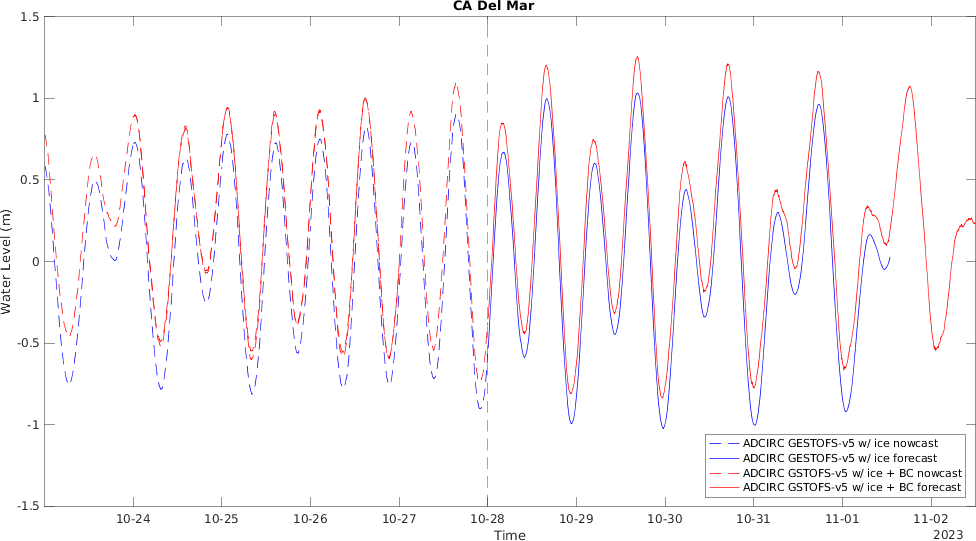 CA Del Mar
1.5
1
0.5
0
-0.5
-1
-1.5
Water Level (m)
10-24
10-25
10-26
10-27
10-28
10-29
10-30
10-31
11-01
11-02
Time
2023
ADCIRC GESTOFS-v5 w/ ice nowcast
ADCIRC GESTOFS-v5 w/ ice forecast
ADCIRC GSTOFS-v5 w/ ice + BC nowcast
ADCIRC GSTOFS-v5 w/ ice + BC forecast